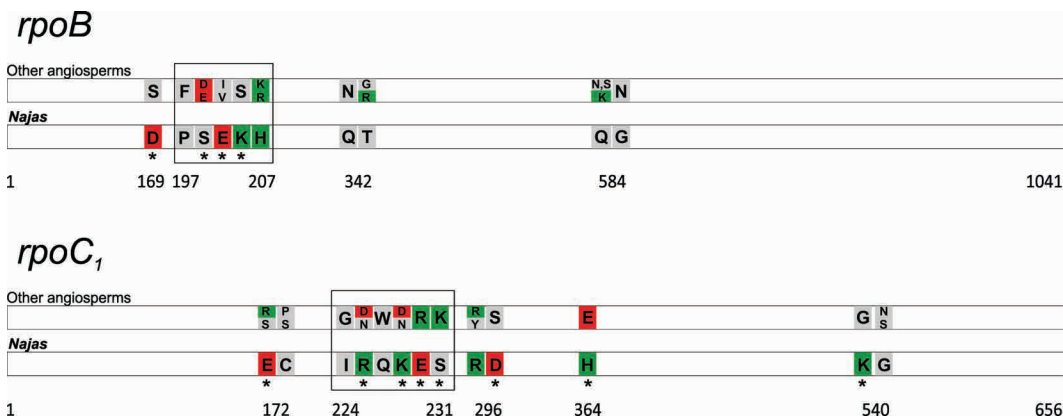 rpoB
Other angiosperms
S F D E I V S K R N G R N,S K N
Najas
D P S E K H Q T Q G
* * * *
1 169 197 207 342 584 1041
rpoC1
Other angiosperms
R S P S G D N W D N R K R Y S E G N S
Najas
E C I R Q K E S R D H K G
* * * * * * * *
1 172 224 231 296 364 540 656